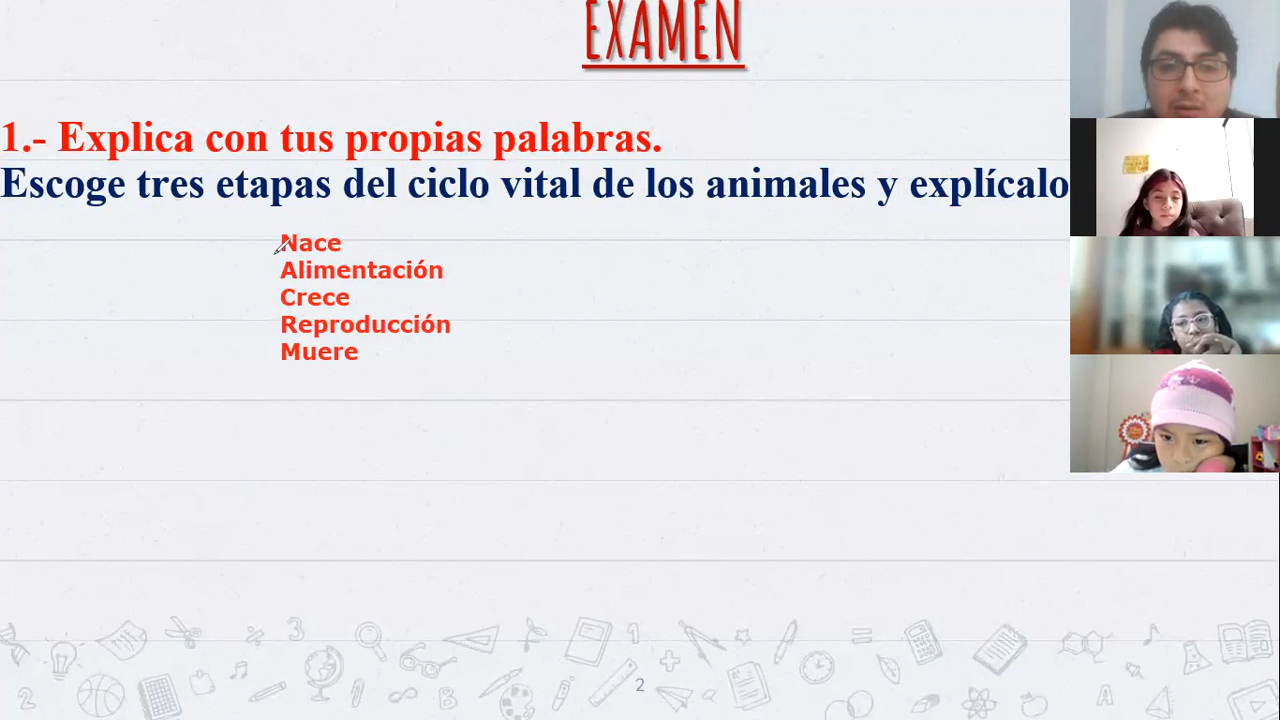 EXAMEN
1.- Explica con tus propias palabras.
Escoge tres etapas del ciclo vital de los animales y explícalo
Nace
Alimentación
Crece
Reproducción
Muere
2